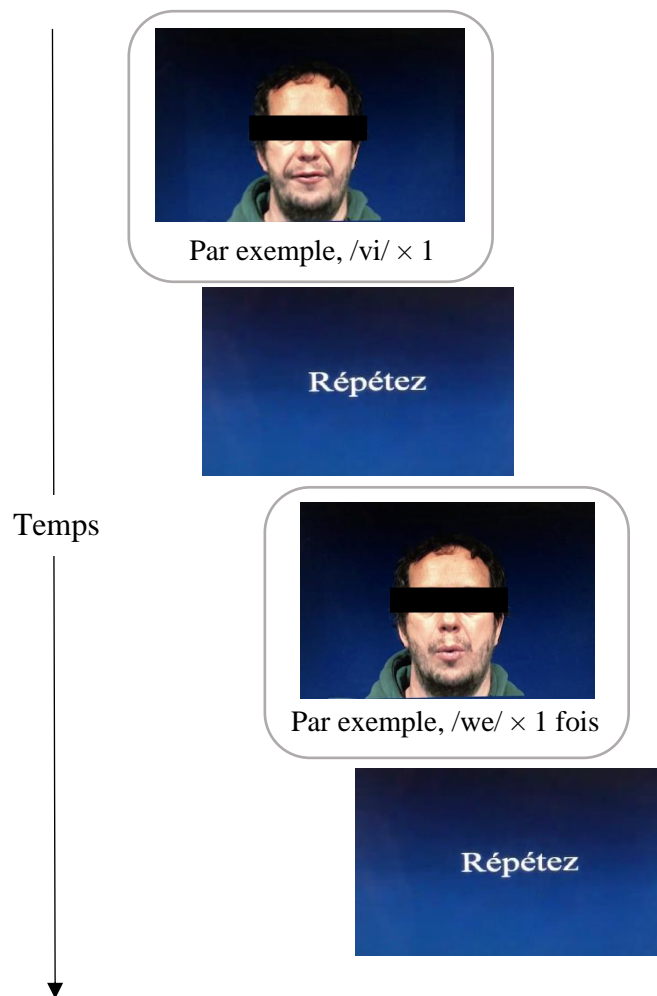 Par exemple, /vi/ × 1
Répétez
Temps
Par exemple, /we/ × 1 fois
Répétez